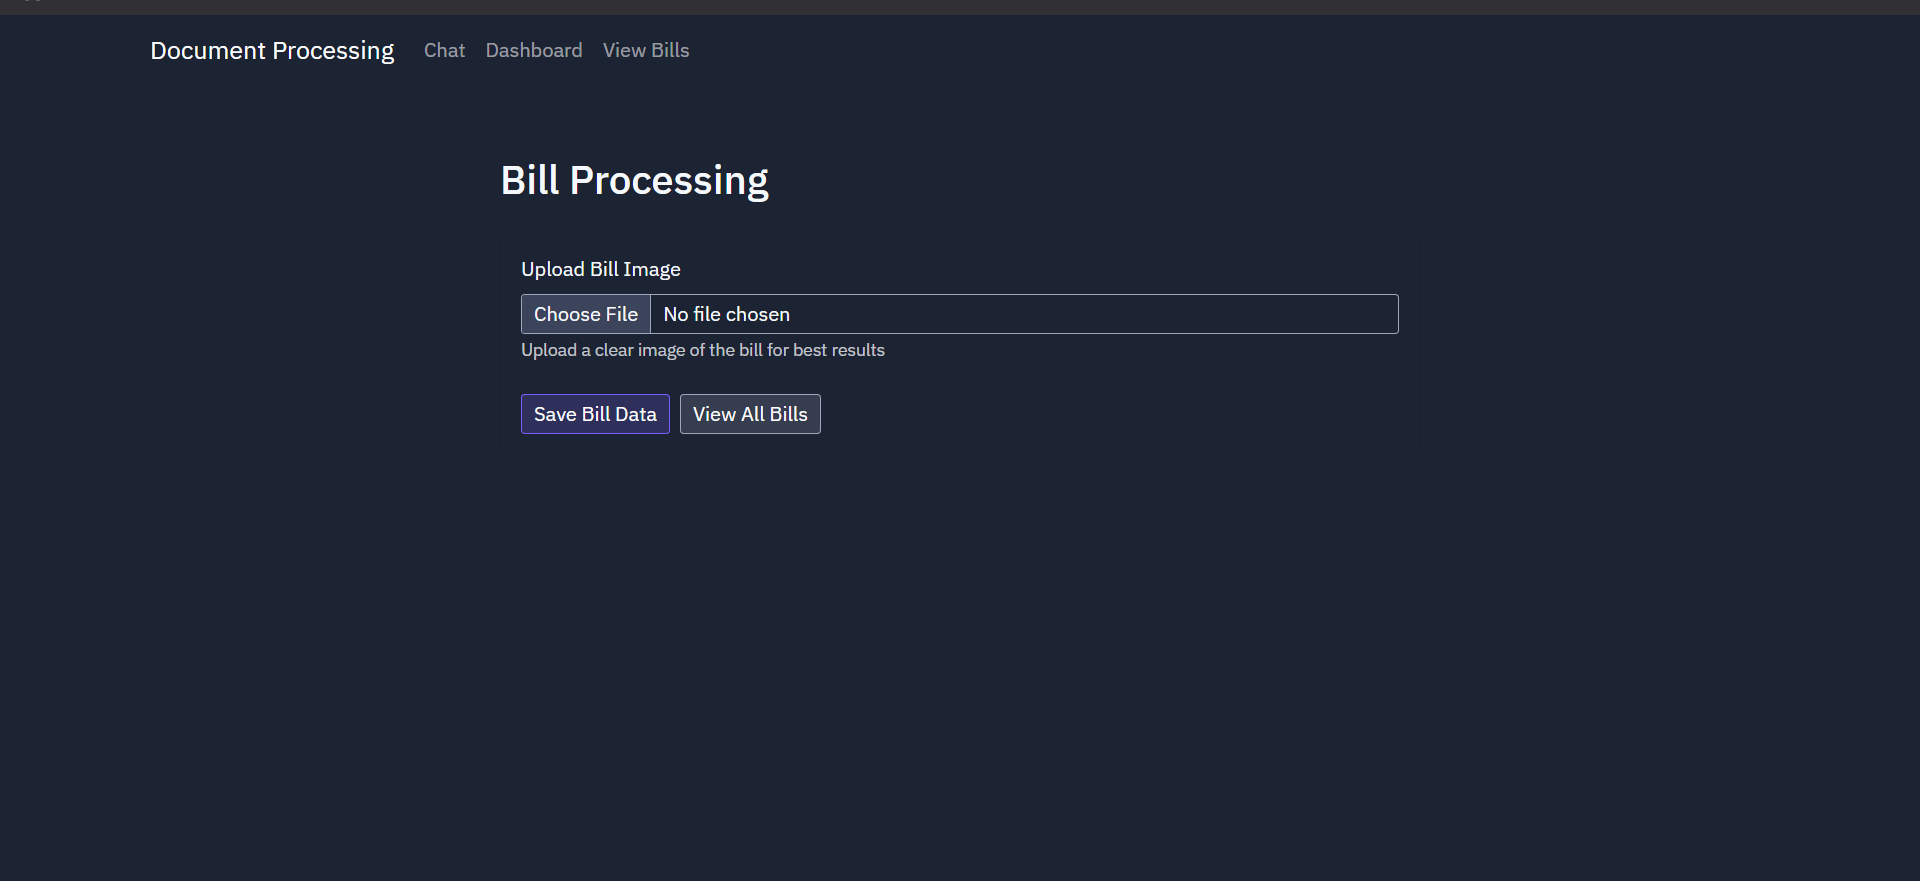 Document Processing Chat Dashboard View Bills
Bill Processing
Upload Bill Image
Choose File No file chosen
Upload a clear image of the bill for best results
Save Bill Data View All Bills